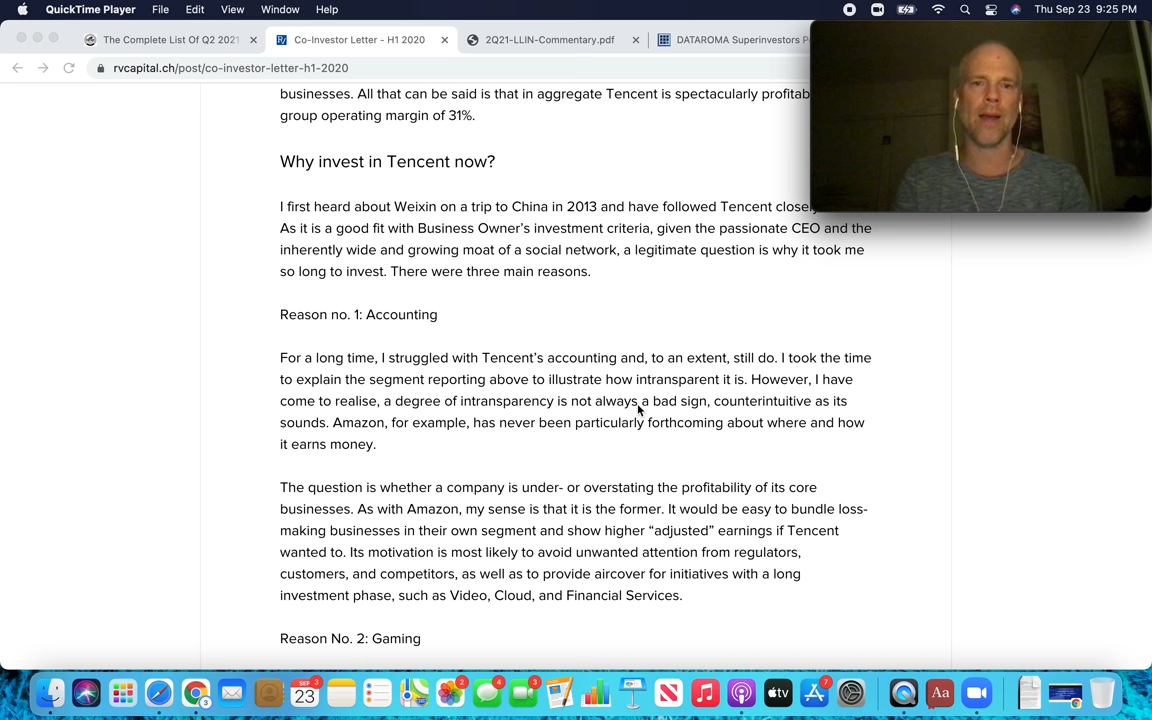 QuickTime Player File Edit View Window Help Thu Sep 23 9:25 PM
The Complete List Of Q2 2021 Co-Investor Letter - H1 2020 2Q21-LLIN-Commentary.pdf DATAROMA Superinvestors
rvcapital.ch/post/co-investor-letter-h1-2020
businesses. All that can be said is that in aggregate Tencent is spectacularly
group operating margin of 31%.
Why invest in Tencent now?
I first heard about Weixin on a trip to China in 2013 and have followed Tencent
As it is a good fit with Business Owner's investment criteria, given the passionate CEO and the
inherently wide and growing moat of a social network, a legitimate question is why it took me
so long to invest. There were three main reasons.
Reason no. 1: Accounting
For a long time, I struggled with Tencent's accounting and, to an extent, still do. I took the time
to explain the segment reporting above to illustrate how intransparent it is. However, I have
come to realise, a degree of intransparency is not always a bad sign, counterintuitive as its
sounds. Amazon, for example, has never been particularly forthcoming about where and how
it earns money.
The question is whether a company is under- or overstating the profitability of its core
businesses. As with Amazon, my sense is that it is the former. It would be easy to bundle loss-
making businesses in their own segment and show higher “adjusted” earnings if Tencent
wanted to. Its motivation is most likely to avoid unwanted attention from regulators,
customers, and competitors, as well as to provide aircover for initiatives with a long
investment phase, such as Video, Cloud, and Financial Services.
Reason No. 2: Gaming
3 SEP 3 23 2 4 3 tv 7 Aa